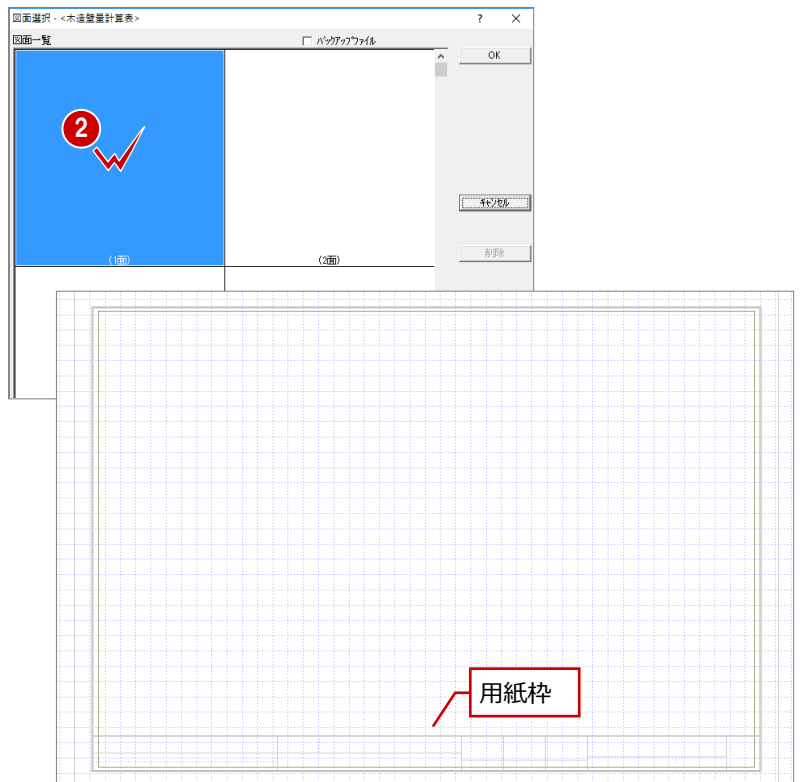 図面選択 - <木造壁量計算表>
? ×
図面一覧
バックアップファイル
OK
2
キャンセル
削除
(1面)
(2面)
用紙枠